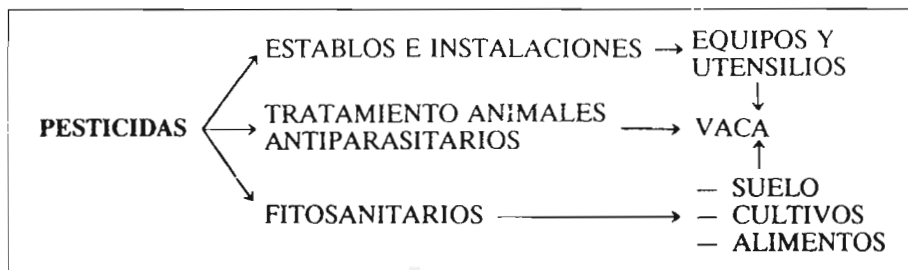 ESTABLOS E INSTALACIONES
EQUIPOS Y
UTENSILIOS
PESTICIDAS
TRATAMIENTO ANIMALES
ANTIPARASITARIOS
VACA
FITOSANITARIOS
— SUELO
— CULTIVOS
— ALIMENTOS